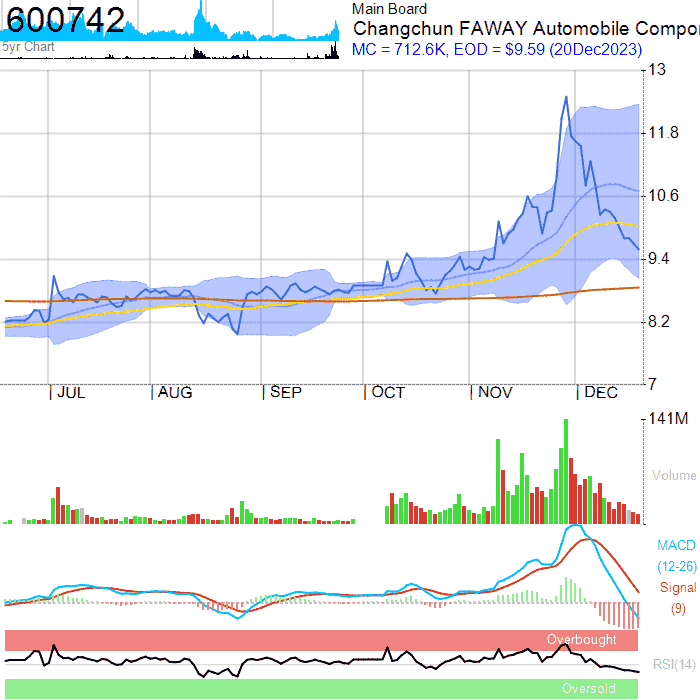 600742
5yr Chart
Main Board
Changchun FAWAY Automobile Compor
MC = 712.6K, EOD = $9.59 (20Dec2023)
13
11.8
10.6
9.4
8.2
7
JUL AUG SEP OCT NOV DEC
141M
Volume
MACD
(12-26)
Signal
(9)
Overbought
RSI(14)
Oversold